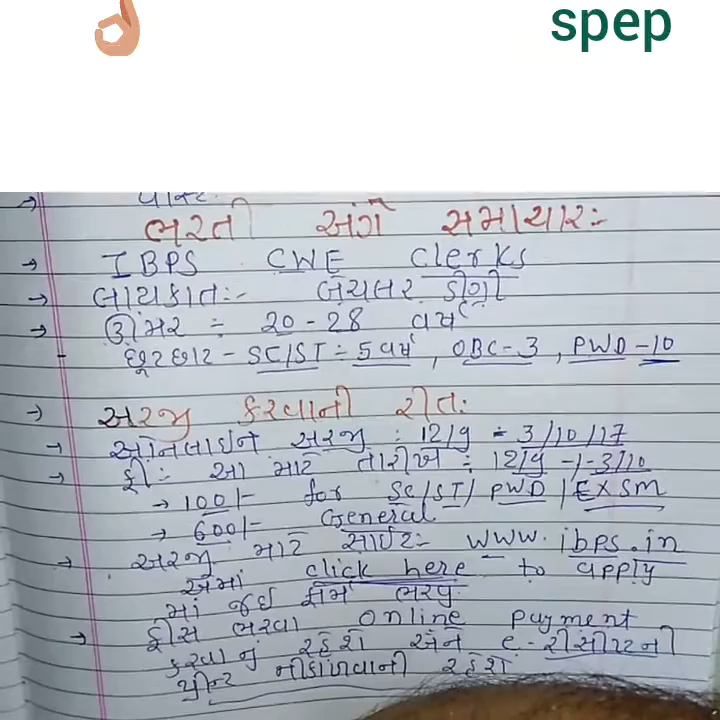 spep
ભરતી અંગે સમાચાર:-
→ IBPS CWE Clerks
→ લાયકાત:- બેચલર ડીગ્રી
→ ઊંમર = 20-28 વર્ષ
- છૂટછાટ - SC/ST = 5 વર્ષ, OBC-3, PWD-10
→ અરજી કરવાની રીત:
→ ઓનલાઇન અરજી : 12/9 - 3/10/17
→ ફી: આ માટે તારીખ = 12/9 -/-3/10
→ 100/- for SC/ST/ PWD / EXSM
→ 600/- General
→ અરજી માટે સાઈટ:- www.ibps.in
એમાં click here to apply
માં જઇ ફોર્મ ભરવુ
→ ફીસ ભરવા online payment
કરવાનું રહેશે અને e-રીસીપ્ટની
પ્રીન્ટ નીકાળવાની રહેશે